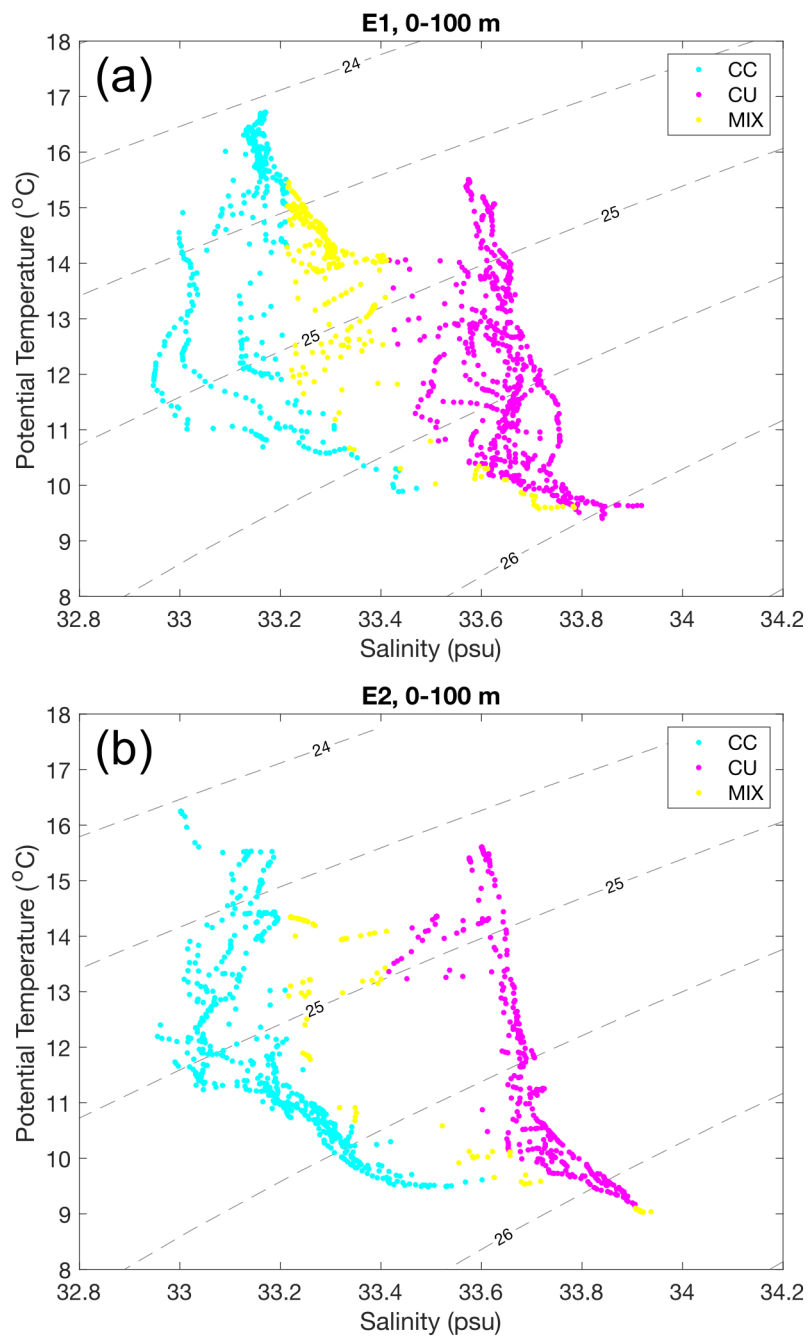 E1, 0-100 m
(a)
CC
CU
MIX
18
17
16
15
14
13
12
11
10
9
8
Potential Temperature (°C)
24
25
25
26
32.8 33 33.2 33.4 33.6 33.8 34 34.2
Salinity (psu)
E2, 0-100 m
(b)
CC
CU
MIX
18
17
16
15
14
13
12
11
10
9
8
Potential Temperature (°C)
24
25
25
26
32.8 33 33.2 33.4 33.6 33.8 34 34.2
Salinity (psu)